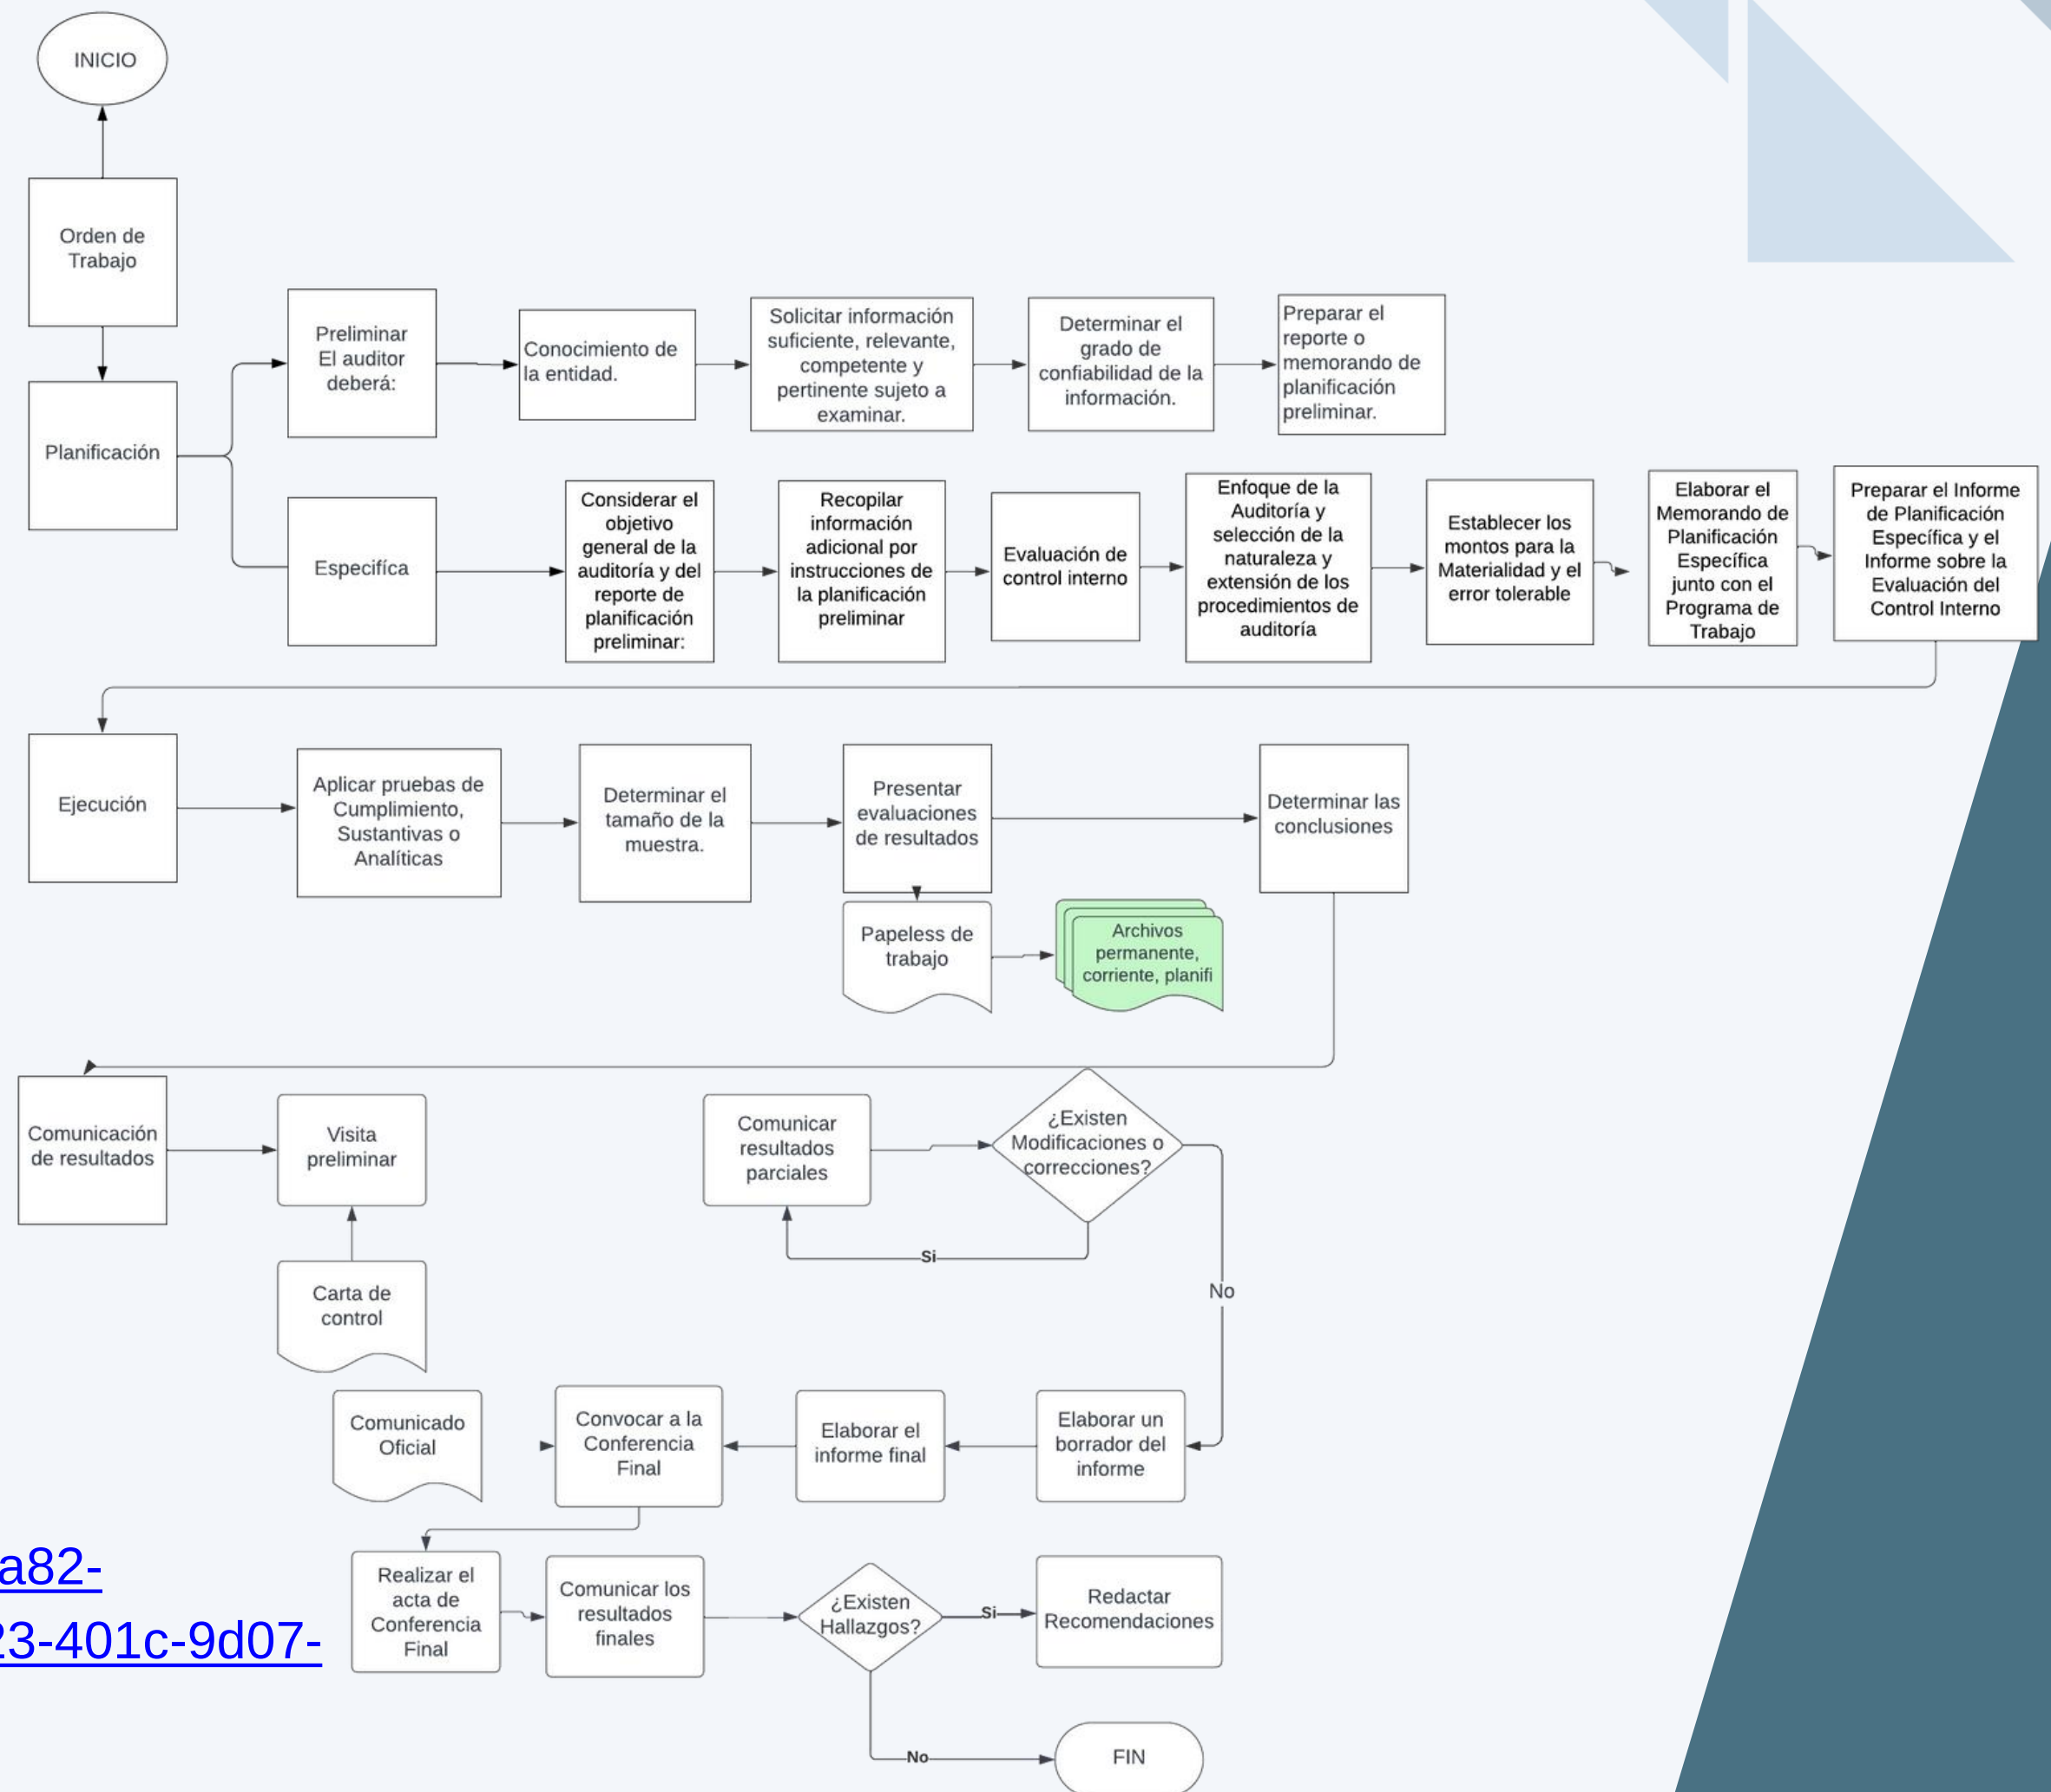 INICIO
Orden de
Trabajo
Planificación
Preliminar
El auditor
deberá:
Conocimiento de
la entidad.
Solicitar información
suficiente, relevante,
competente y
pertinente sujeto a
examinar.
Determinar el
grado de
confiabilidad de la
información.
Preparar el
reporte o
memorando de
planificación
preliminar.
Especifíca
Considerar el
objetivo
general de la
auditoría y del
reporte de
planificación
preliminar:
Recopilar
información
adicional por
instrucciones de
la planificación
preliminar
Evaluación de
control interno
Enfoque de la
Auditoría y
selección de la
naturaleza y
extensión de los
procedimientos de
auditoría
Establecer los
montos para la
Materialidad y el
error tolerable
Elaborar el
Memorando de
Planificación
Específica
junto con el
Programa de
Trabajo
Preparar el Informe
de Planificación
Específica y el
Informe sobre la
Evaluación del
Control Interno
Ejecución
Aplicar pruebas de
Cumplimiento,
Sustantivas o
Analíticas
Determinar el
tamaño de la
muestra.
Presentar
evaluaciones
de resultados
Determinar las
conclusiones
Papeless de
trabajo
Archivos
permanente,
corriente, planifi
Comunicación
de resultados
Visita
preliminar
Carta de
control
Comunicar
resultados
parciales
¿Existen
Modificaciones o
correcciones?
Si
No
Comunicado
Oficial
Convocar a la
Conferencia
Final
Elaborar el
informe final
Elaborar un
borrador del
informe
a82-
23-401c-9d07-
Realizar el
acta de
Conferencia
Final
Comunicar los
resultados
finales
¿Existen
Hallazgos?
Si
Redactar
Recomendaciones
No
FIN